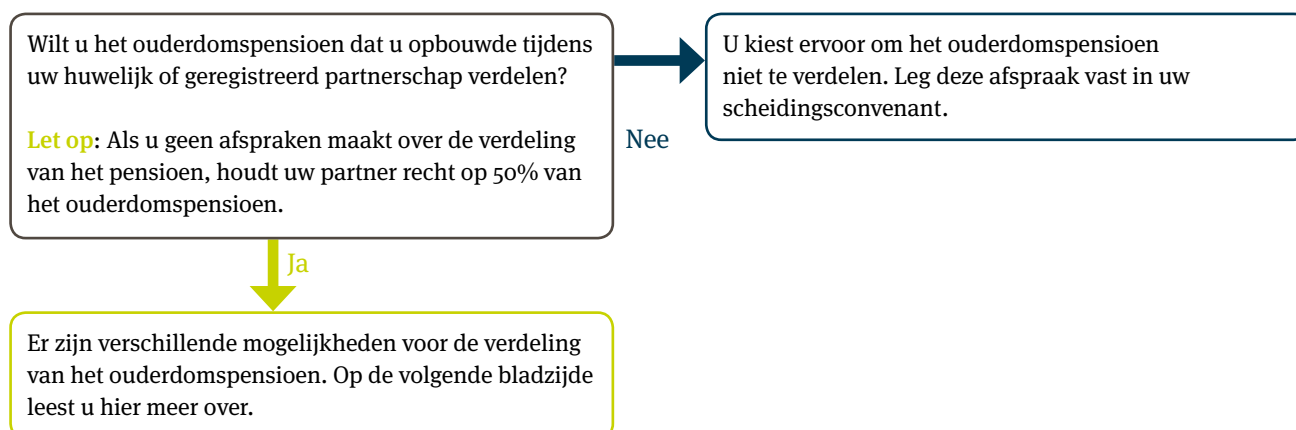 Wilt u het ouderdomspensioen dat u opbouwde tijdens
uw huwelijk of geregistreerd partnerschap verdelen?
Let op: Als u geen afspraken maakt over de verdeling
van het pensioen, houdt uw partner recht op 50% van
het ouderdomspensioen.
Nee
U kiest ervoor om het ouderdomspensioen
niet te verdelen. Leg deze afspraak vast in uw
scheidingsconvenant.
Ja
Er zijn verschillende mogelijkheden voor de verdeling
van het ouderdomspensioen. Op de volgende bladzijde
leest u hier meer over.